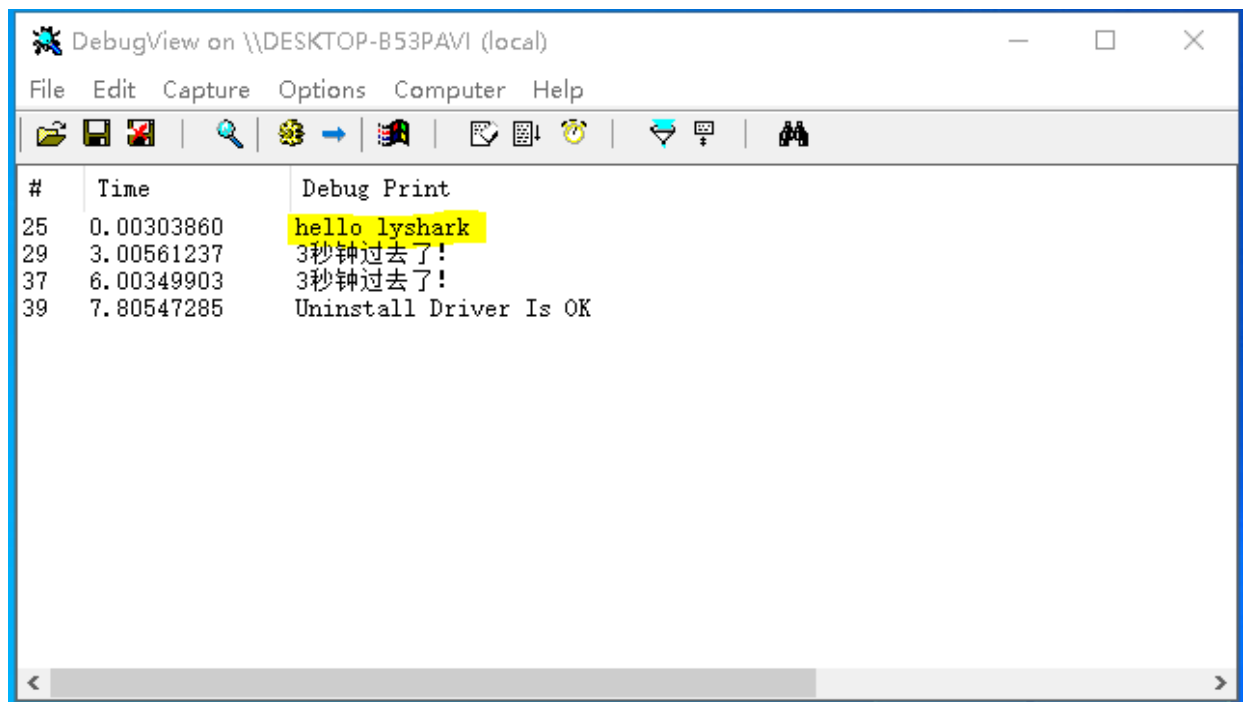 DebugView on \\DESKTOP-B53PAVI (local)
File Edit Capture Options Computer Help
# Time Debug Print
25 0.00303860 hello lyshark
29 3.00561237 3秒钟过去了!
37 6.00349903 3秒钟过去了!
39 7.80547285 Uninstall Driver Is OK